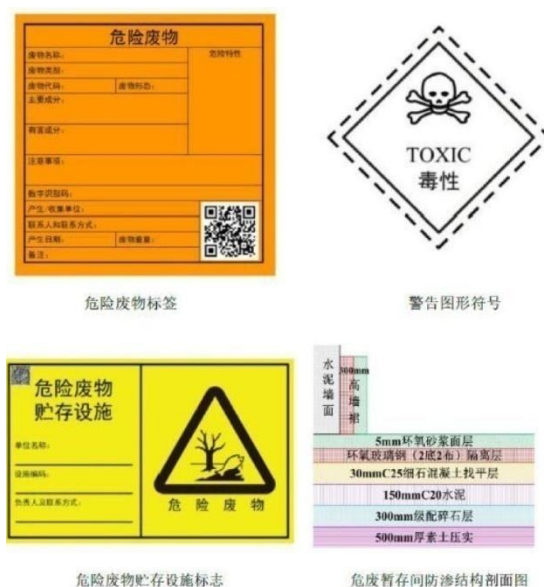 危险废物
废物名称：
危险特性
废物类别：
废物代码：
废物形态：
主要成分：
有害成分：
注意事项：
数字识别码：
产生/收集单位：
联系人和联系方式：
产生日期：
废物重量：
备注：
危险废物标签
TOXIC
毒性
警告图形符号
危险废物
贮存设施
单位名称：
设施编码：
负责人及联系方式：
危险废物
危险废物贮存设施标志
水泥墙面
300mm
高墙裙
5mm环氧砂浆面层
环氧玻璃钢（2底2布）隔离层
30mmC25细石混凝土找平层
150mmC20水泥
300mm级配碎石层
500mm厚素土压实
危废暂存间防渗结构剖面图